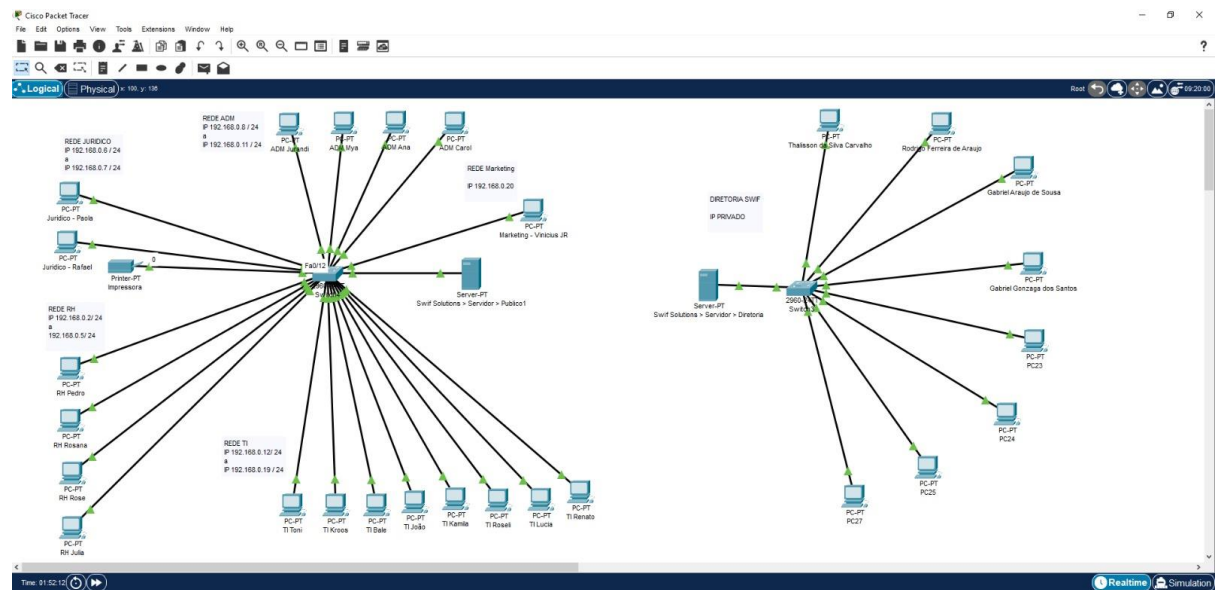 Cisco Packet Tracer
File Edit Options View Tools Extensions Window Help
?
Logical Physical x: 100, y: 136
Root 09:20:00
REDE JURIDICO
IP 192.168.0.6 / 24
a
IP 192.168.0.7 / 24
REDE ADM
IP 192.168.0.8 / 24
a
IP 192.168.0.11 / 24
PC-PT
ADM Jurandi
PC-PT
ADM Mya
PC-PT
ADM Ana
PC-PT
ADM Carol
REDE Marketing
IP 192.168.0.20
PC-PT
Marketing - Vinicius JR
PC-PT
Juridico - Paola
PC-PT
Juridico - Rafael
0
Printer-PT
Impressora
Fa0/12
Server-PT
Swif Solutions > Servidor > Publico1
REDE RH
IP 192.168.0.2/ 24
a
192.168.0.5/ 24
PC-PT
RH Pedro
PC-PT
RH Rosana
PC-PT
RH Rose
PC-PT
RH Julia
REDE TI
IP 192.168.0.12/ 24
a
IP 192.168.0.19 / 24
PC-PT
TI Toni
PC-PT
TI Kroos
PC-PT
TI Bale
PC-PT
TI João
PC-PT
TI Kamila
PC-PT
TI Roseli
PC-PT
TI Lucia
PC-PT
TI Renato
DIRETORIA SWIF
IP PRIVADO
PC-PT
Thalisson da Silva Carvalho
PC-PT
Rodrigo Ferreira de Araujo
PC-PT
Gabriel Araujo de Sousa
PC-PT
Gabriel Gonzaga dos Santos
Server-PT
Swif Solutions > Servidor > Diretoria
PC-PT
PC23
PC-PT
PC24
PC-PT
PC25
PC-PT
PC27
Time: 01:52:12
Realtime Simulation